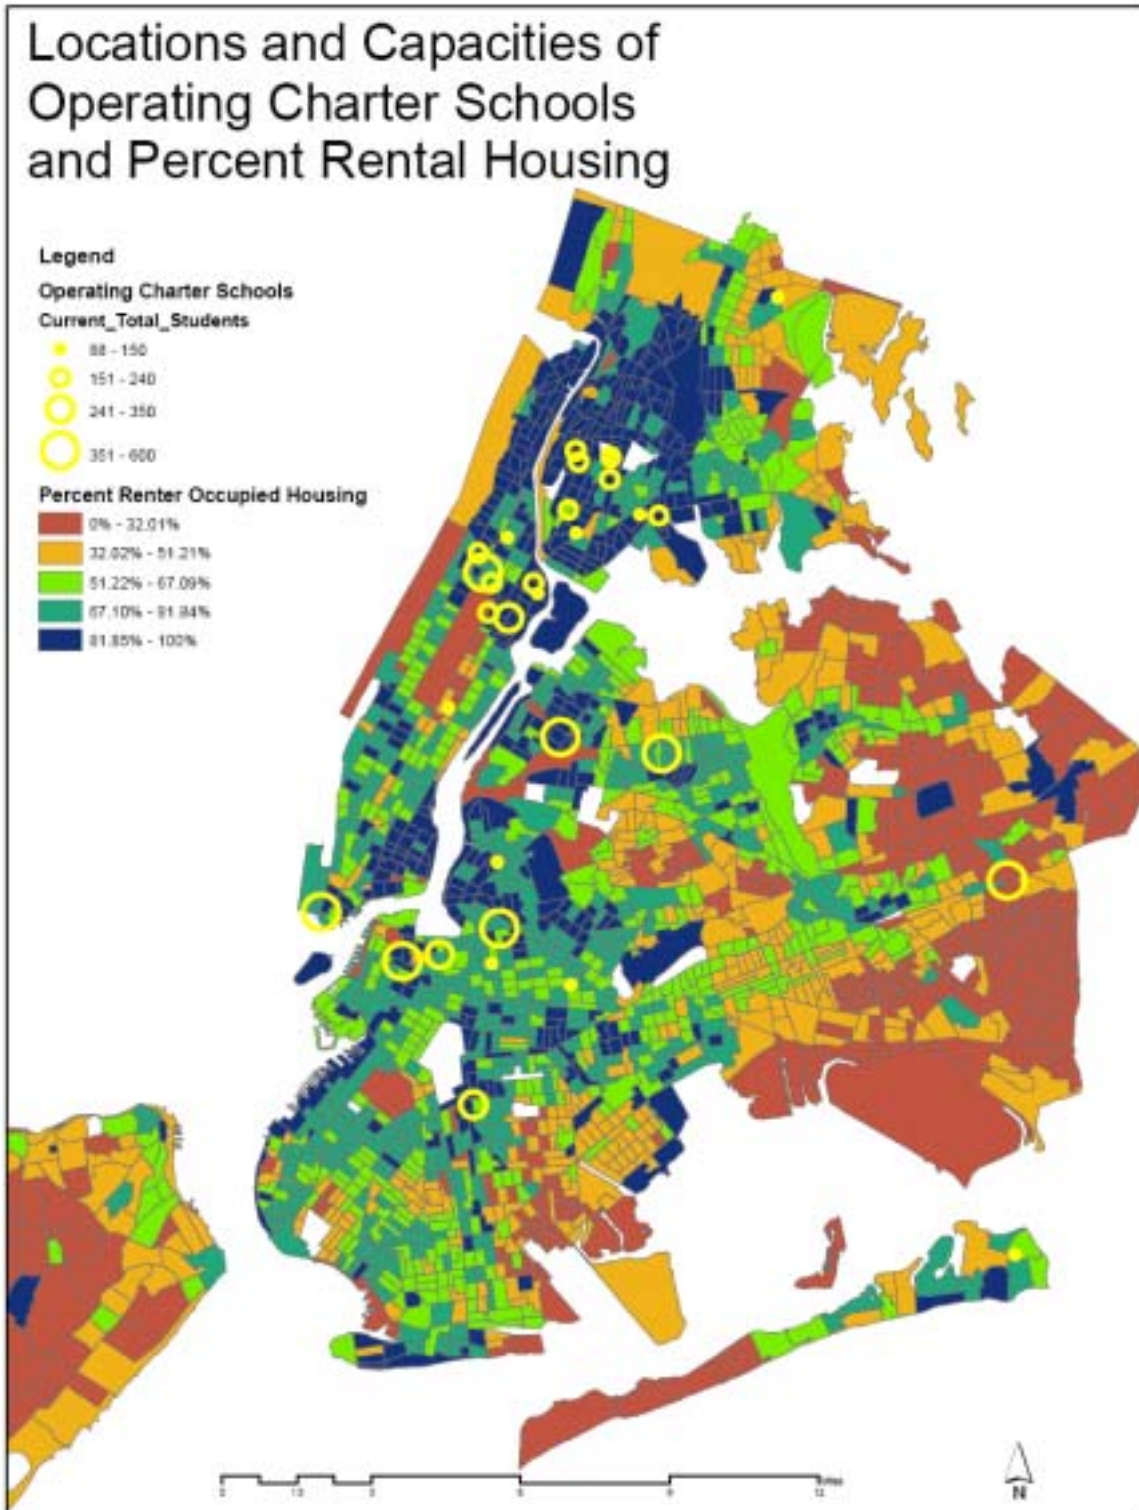 Locations and Capacities of
Operating Charter Schools
and Percent Rental Housing
Legend
Operating Charter Schools
Current_Total_Students
88 - 150
151 - 240
241 - 350
351 - 600
Percent Renter Occupied Housing
0% - 32.01%
32.02% - 51.21%
51.22% - 67.09%
67.10% - 81.84%
81.85% - 100%
N